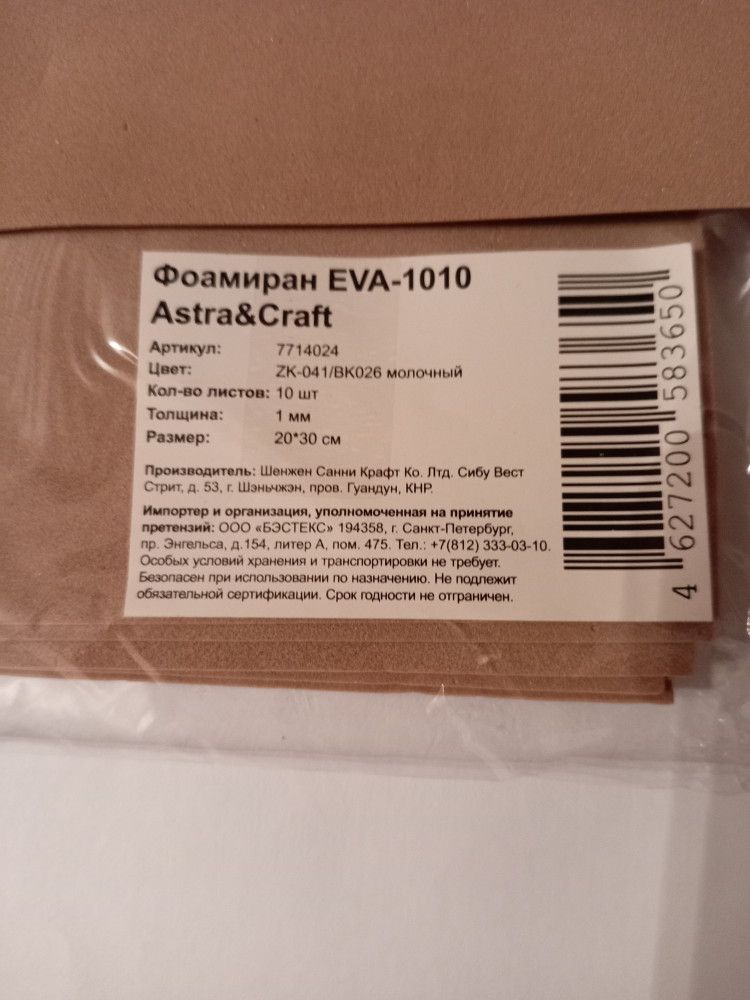 Фоамиран EVA-1010
Astra&Craft
Артикул: 7714024
Цвет: ZK-041/BK026 молочный
Кол-во листов: 10 шт
Толщина: 1 мм
Размер: 20*30 см
Производитель: Шенжен Санни Крафт Ко. Лтд. Сибу Вест
Стрит, д. 53, г. Шэньчжэн, пров. Гуандун, КНР.
Импортер и организация, уполномоченная на принятие
претензий: ООО «БЭСТЕКС» 194358, г. Санкт-Петербург,
пр. Энгельса, д.154, литер А, пом. 475. Тел.: +7(812) 333-03-10.
Особых условий хранения и транспортировки не требует.
Безопасен при использовании по назначению. Не подлежит
обязательной сертификации. Срок годности не отграничен.
4 627200 583650